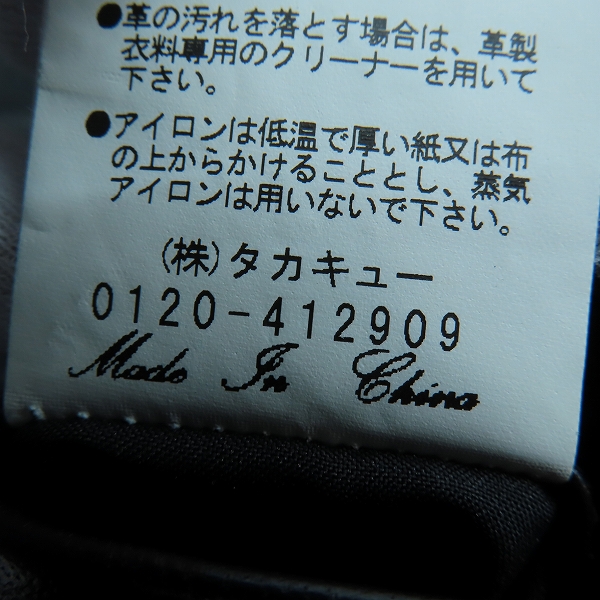 ●革の汚れを落とす場合は、革製
衣料専用のクリーナーを用いて
下さい。
●アイロンは低温で厚い紙又は布
の上からかけることとし、蒸気
アイロンは用いないで下さい。
(株)タカキュー
0120-412909
Made In China